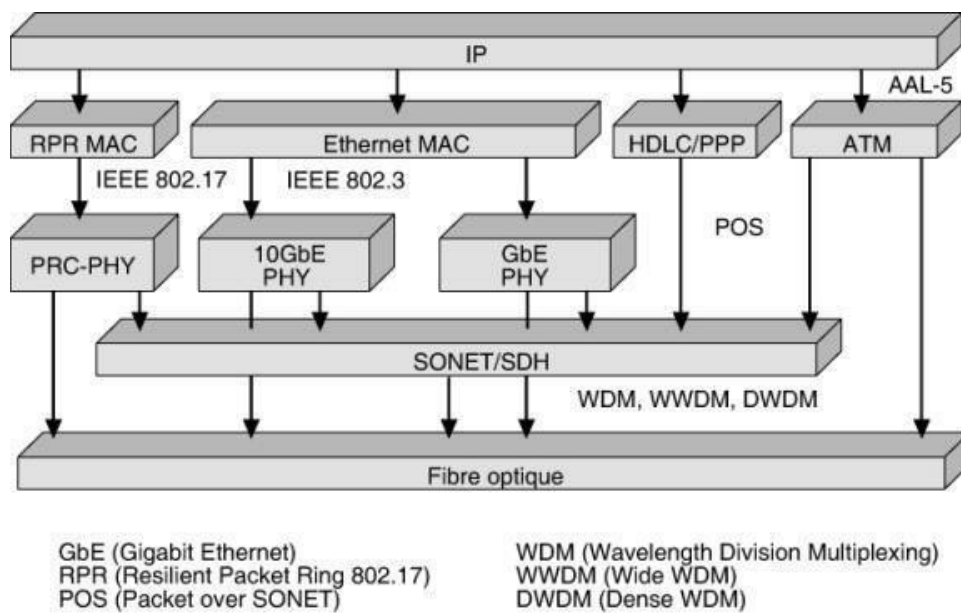 IP
AAL-5
RPR MAC
Ethernet MAC
HDLC/PPP
ATM
IEEE 802.17
IEEE 802.3
POS
PRC-PHY
10GbE
PHY
GbE
PHY
SONET/SDH
WDM, WWDM, DWDM
Fibre optique
GbE (Gigabit Ethernet)
RPR (Resilient Packet Ring 802.17)
POS (Packet over SONET)
WDM (Wavelength Division Multiplexing)
WWDM (Wide WDM)
DWDM (Dense WDM)